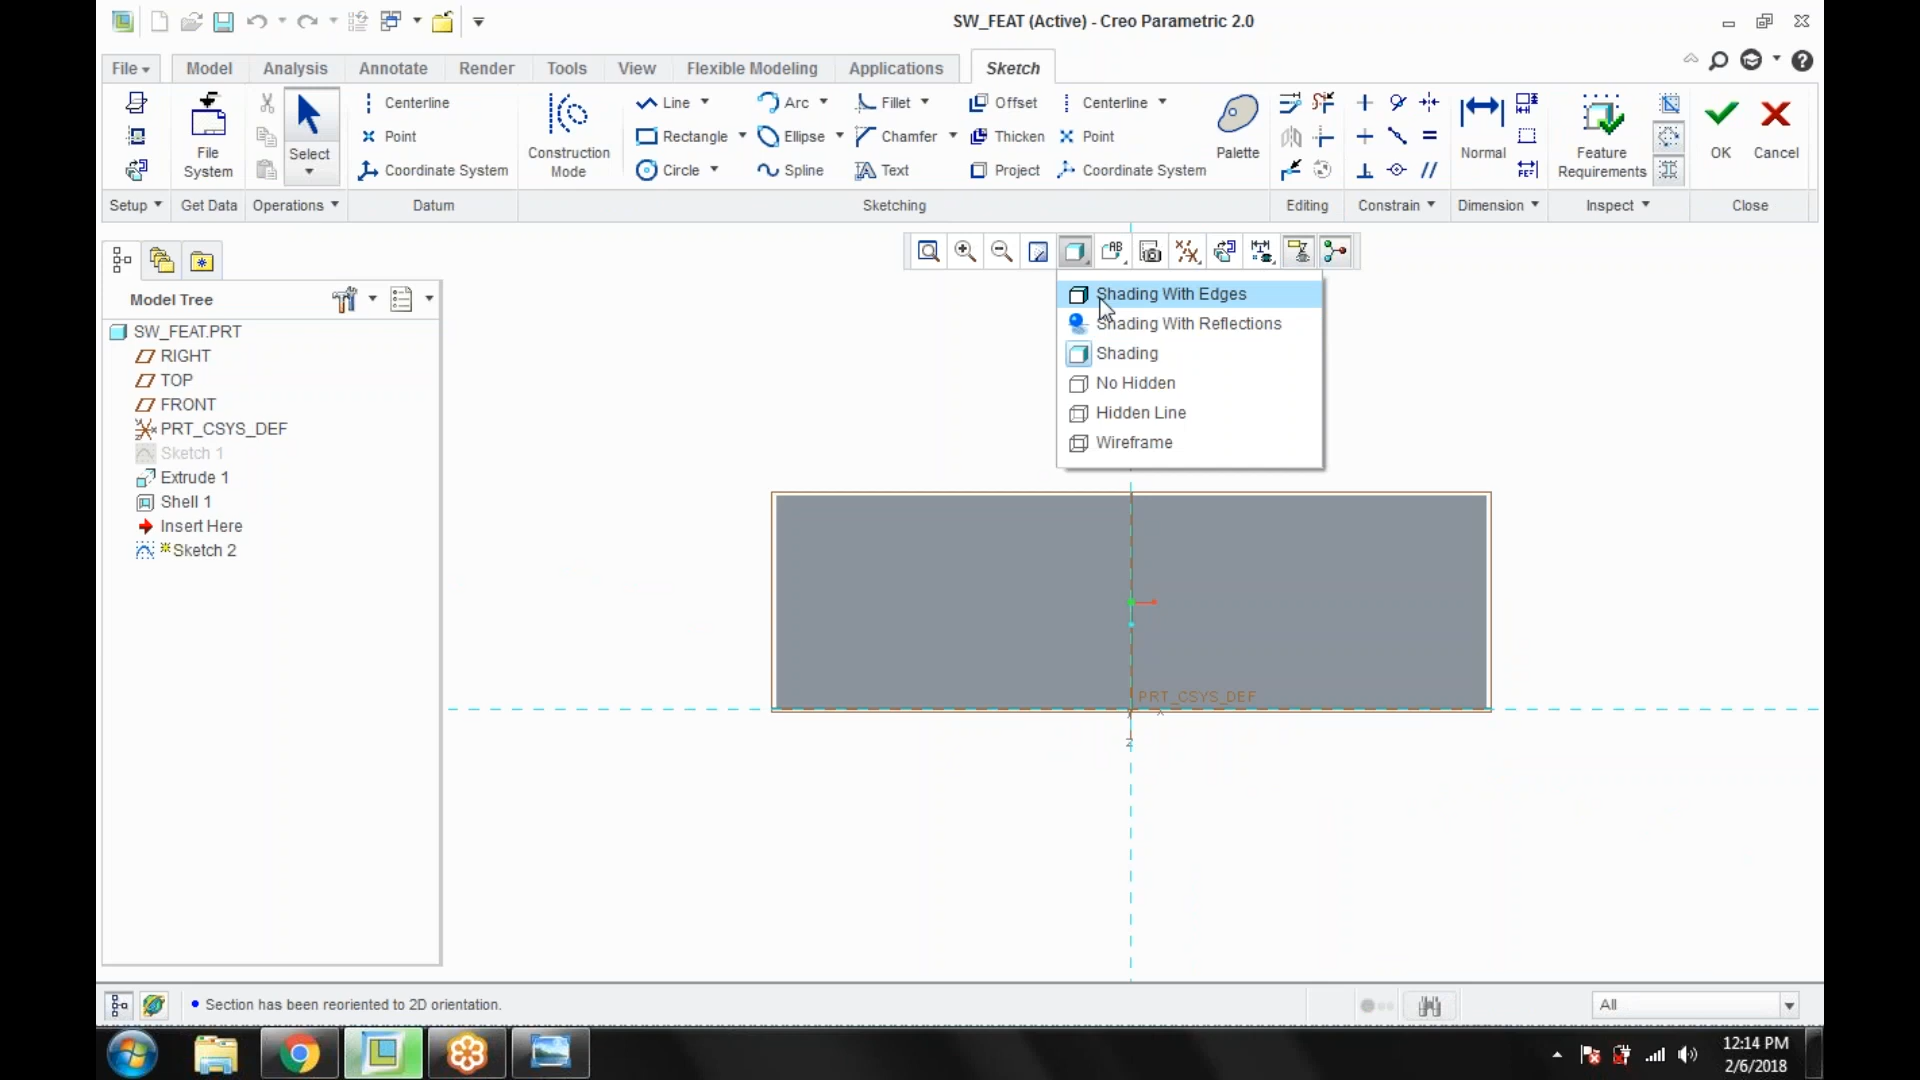 SW_FEAT (Active) - Creo Parametric 2.0
File Model Analysis Annotate Render Tools View Flexible Modeling Applications Sketch
Centerline Line Arc Fillet Offset Centerline
Point Rectangle Ellipse Chamfer Thicken Point
File System Select Coordinate System Construction Mode Circle Spline Text Project Coordinate System Palette Normal Feature Requirements OK Cancel
Setup Get Data Operations Datum Sketching Editing Constrain Dimension Inspect Close
Model Tree
SW_FEAT.PRT
RIGHT
TOP
FRONT
PRT_CSYS_DEF
Sketch 1
Extrude 1
Shell 1
Insert Here
Sketch 2
Shading With Edges
Shading With Reflections
Shading
No Hidden
Hidden Line
Wireframe
PRT_CSYS_DEF
X
Z
Section has been reoriented to 2D orientation.
All
12:14 PM
2/6/2018